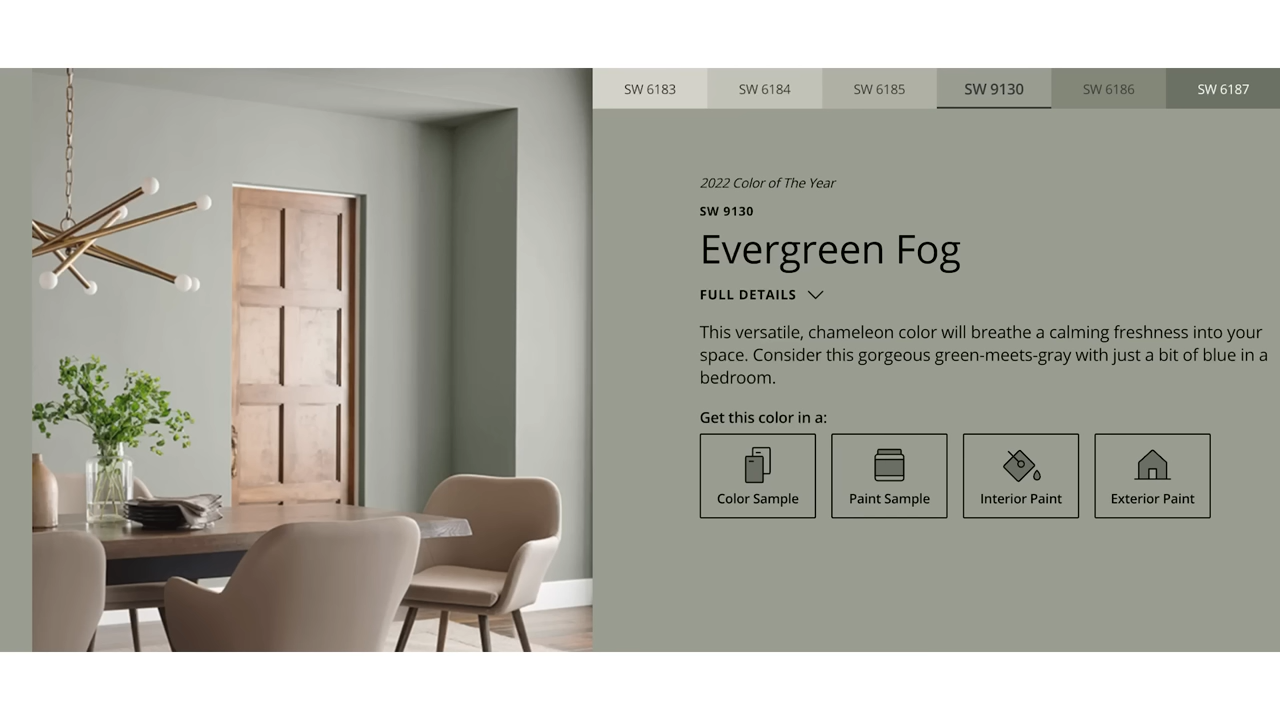 SW 6183 SW 6184 SW 6185 SW 9130 SW 6186 SW 6187
2022 Color of The Year
SW 9130
Evergreen Fog
FULL DETAILS
This versatile, chameleon color will breathe a calming freshness into your
space. Consider this gorgeous green-meets-gray with just a bit of blue in a
bedroom.
Get this color in a:
Color Sample Paint Sample Interior Paint Exterior Paint